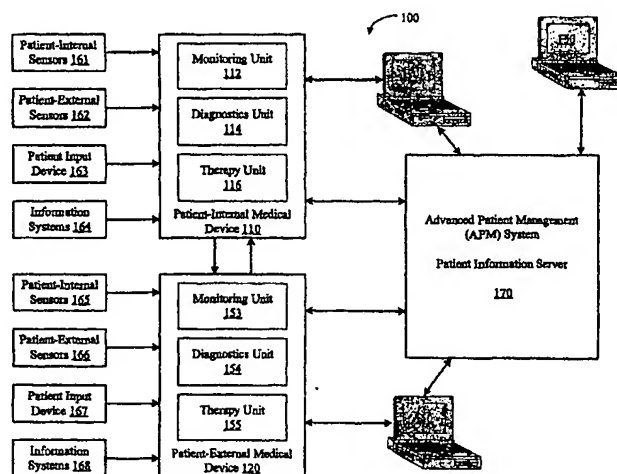 100
Patient-Internal
Sensors 161
Patient-External
Sensors 162
Patient Input
Device 163
Information
Systems 164
Monitoring Unit
112
Diagnostics Unit
114
Therapy Unit
116
Patient-Internal Medical
Device 110
Patient-Internal
Sensors 165
Patient-External
Sensors 166
Patient Input
Device 167
Information
Systems 168
Monitoring Unit
153
Diagnostics Unit
154
Therapy Unit
155
Patient-External Medical
Device 120
Advanced Patient Management
(APM) System
Patient Information Server
170